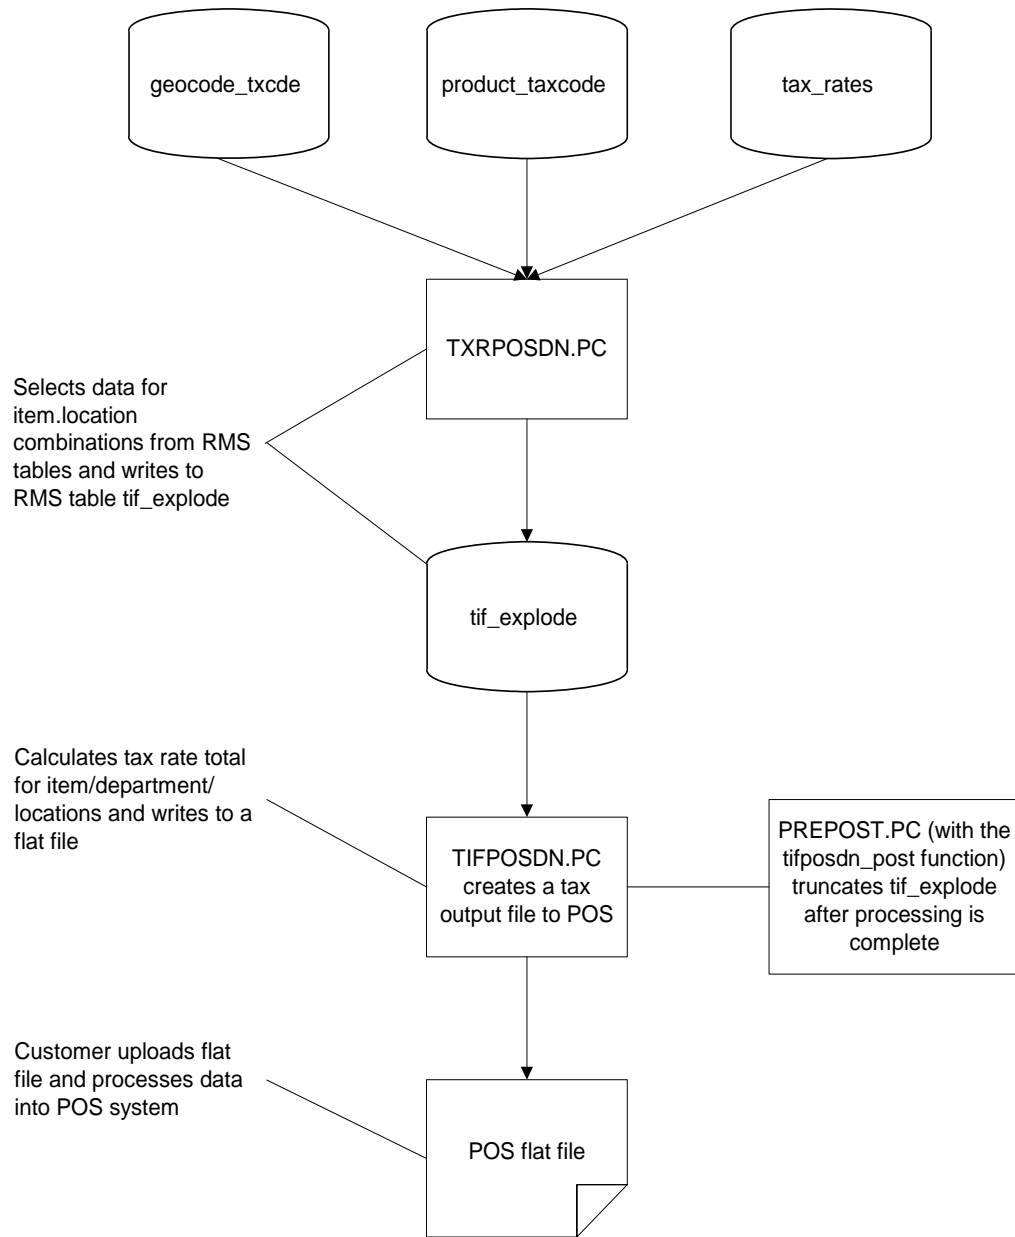 geocode_txcde
product_taxcode
tax_rates
TXRPOSDN.PC
Selects data for
item.location
combinations from RMS
tables and writes to
RMS table tif_explode
tif_explode
Calculates tax rate total
for item/department/
locations and writes to a
flat file
TIFPOSDN.PC
creates a tax
output file to POS
PREPOST.PC (with the
tifposdn_post function)
truncates tif_explode
after processing is
complete
Customer uploads flat
file and processes data
into POS system
POS flat file